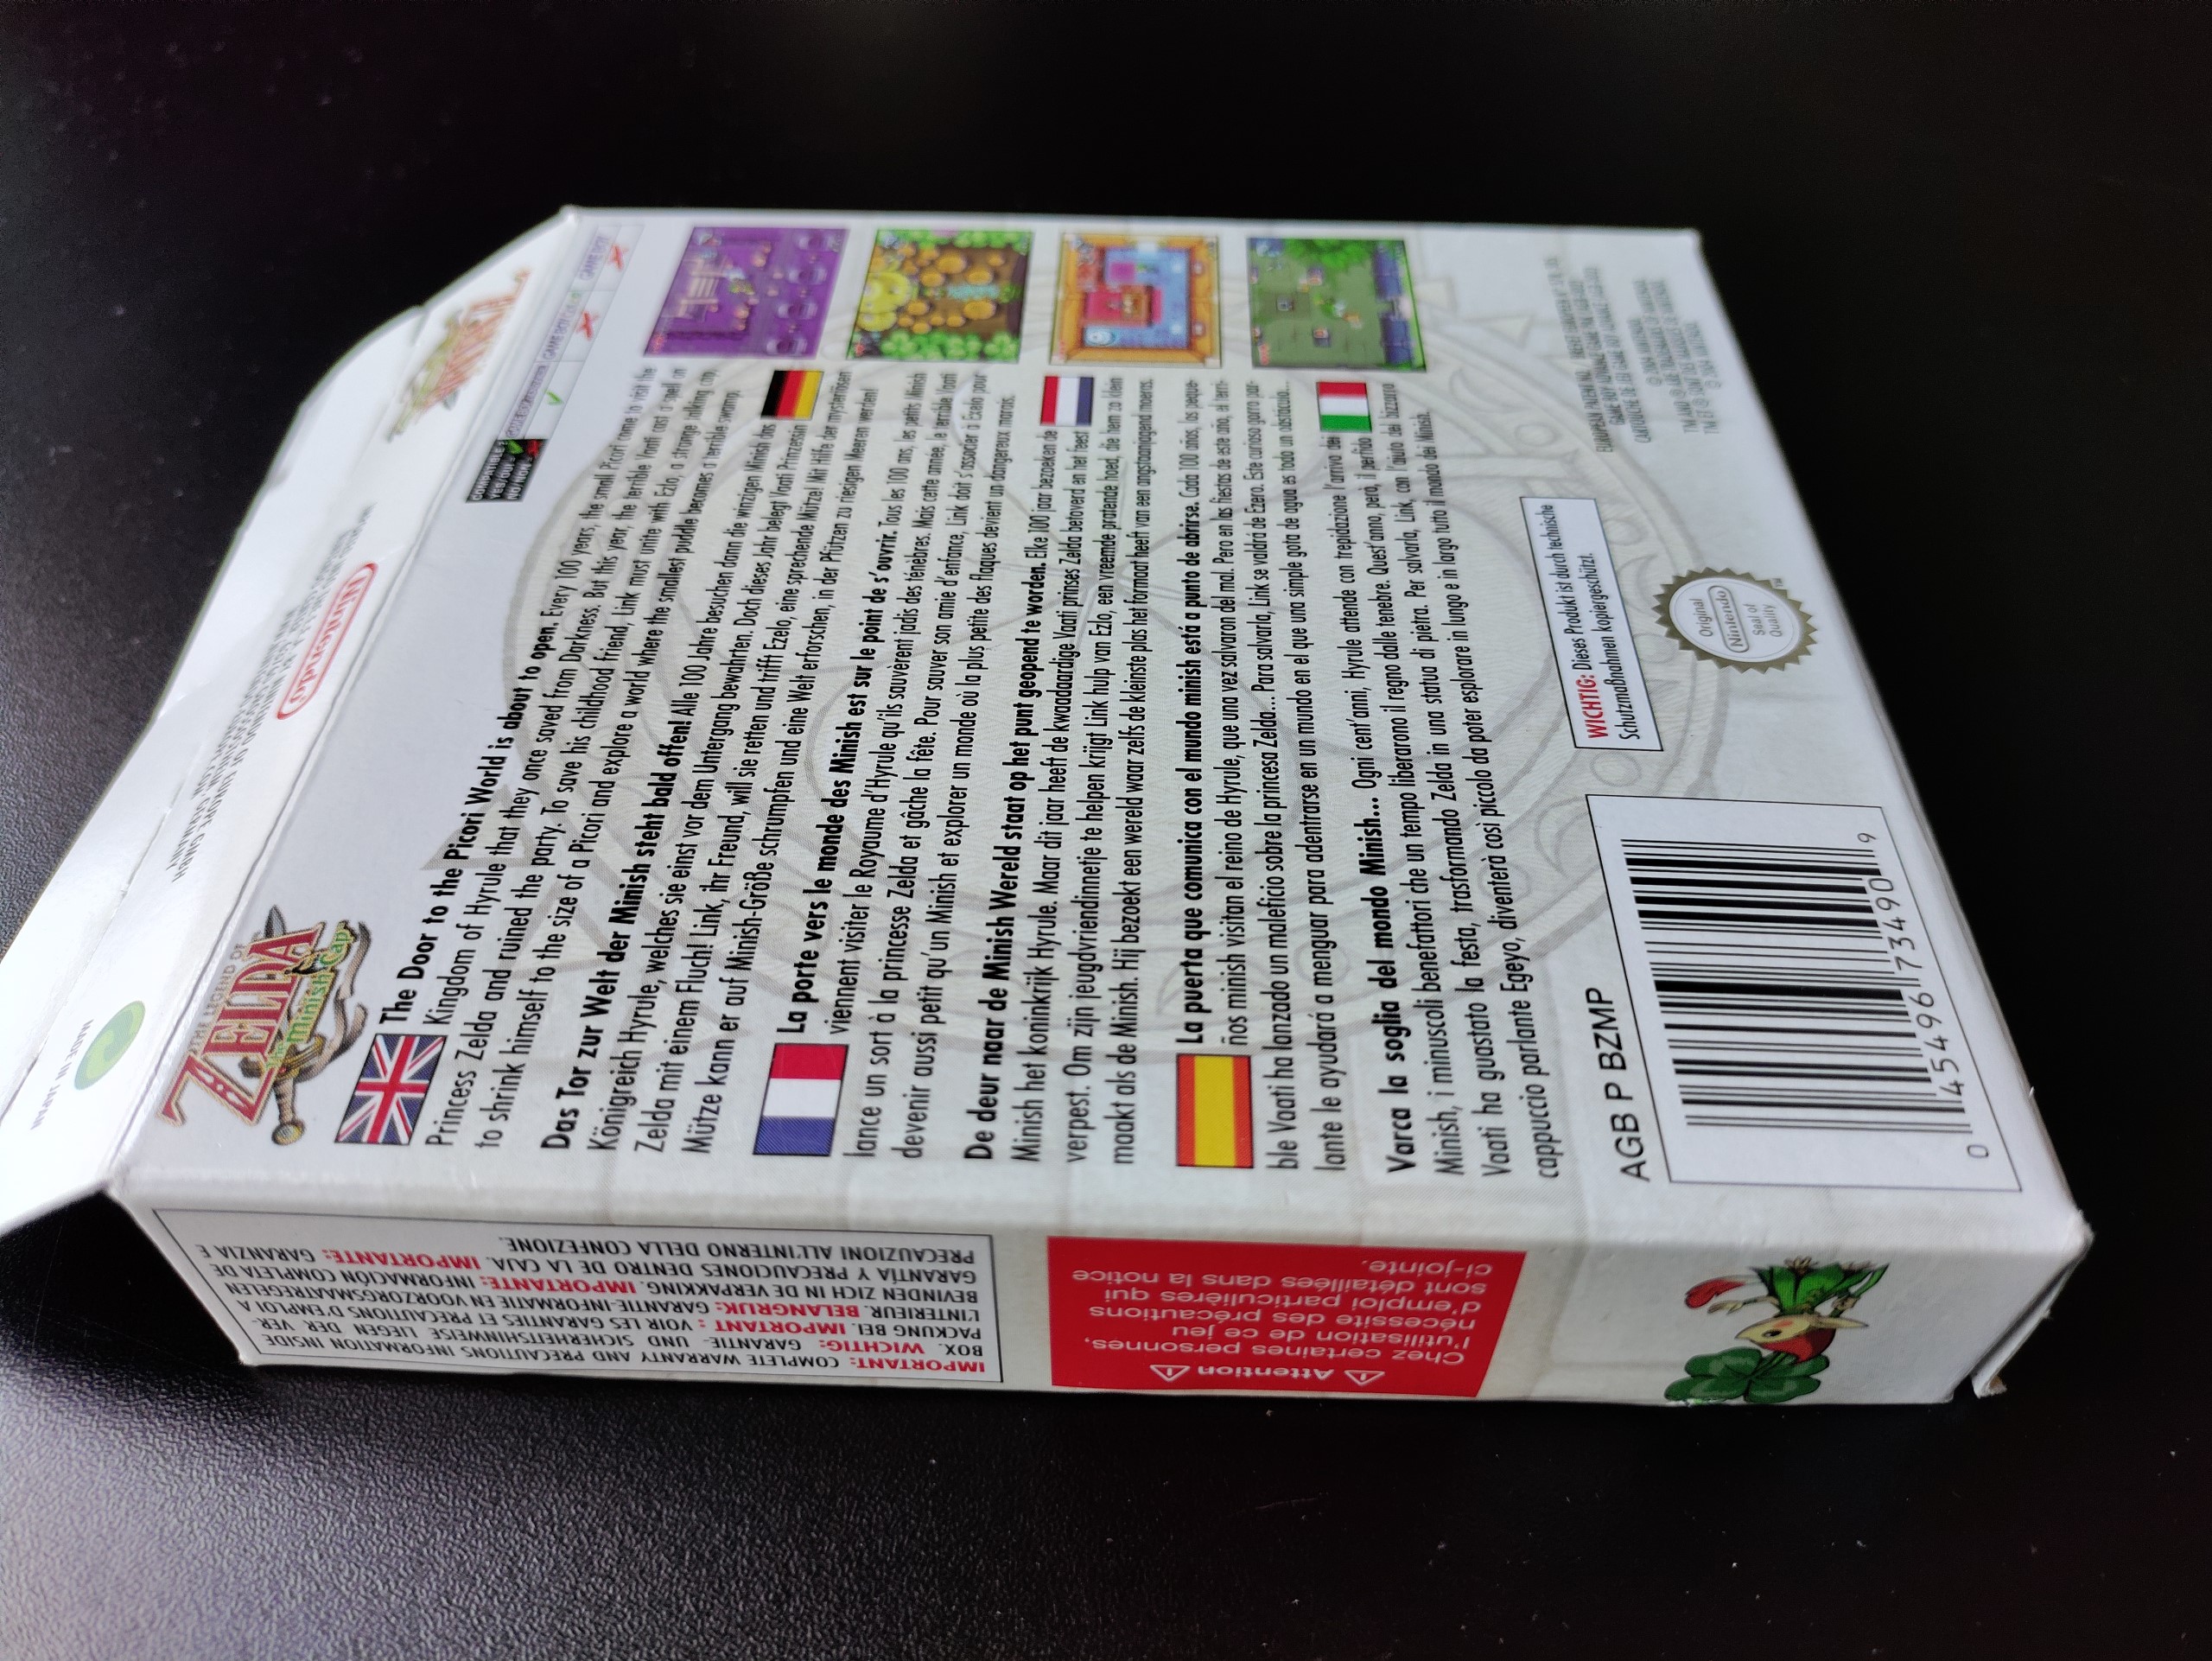 THE LEGEND OF
ZELDA
The Minish Cap
Nintendo
MADE IN JAPAN
COMPATIBLE?
GAME BOY
The Door to the Picori World is about to open. Every 100 years, the small Picori come to visit the
Kingdom of Hyrule that they once saved from Darkness. But this year, the terrible Vaati cast a spell on
Princess Zelda and ruined the party. To save his childhood friend, Link must unite with Ezlo, a strange talking cap,
to shrink himself to the size of a Picori and explore a world where the smallest puddle becomes a terrible swamp.
Das Tor zur Welt der Minish steht bald offen! Alle 100 Jahre besuchen dann die winzigen Minish das
Königreich Hyrule, welches sie einst vor dem Untergang bewahrten. Doch dieses Jahr belegt Vaati Prinzessin
Zelda mit einem Fluch! Link, ihr Freund, will sie retten und trifft Ezelo, eine sprechende Mütze! Mit Hilfe der mysteriösen
Mütze kann er auf Minish-Größe schrumpfen und eine Welt erforschen, in der Pfützen zu riesigen Meeren werden!
La porte vers le monde des Minish est sur le point de s'ouvrir. Tous les 100 ans, les petits Minish
viennent visiter le Royaume d'Hyrule qu'ils sauvèrent jadis des ténèbres. Mais cette année, le terrible Vaati
lance un sort à la princesse Zelda et gâche la fête. Pour sauver son amie d'enfance, Link doit s'associer à Exelo pour
devenir aussi petit qu'un Minish et explorer un monde où la plus petite des flaques devient un dangereux marais.
De deur naar de Minish Wereld staat op het punt geopend te worden. Elke 100 jaar bezoeken de
Minish het koninkrijk Hyrule. Maar dit jaar heeft de kwaadaardige Vaati prinses Zelda betoverd en het feest
verpest. Om zijn jeugdvriendinnetje te helpen krijgt Link hulp van Ezlo, een vreemde pratende hoed, die hem zo klein
maakt als de Minish. Hij bezoekt een wereld waar zelfs de kleinste plas het formaat heeft van een angstaanjagend moeras.
La puerta que comunica con el mundo minish está a punto de abrirse. Cada 100 años, los peque-
ños minish visitan el reino de Hyrule, que una vez salvaron del mal. Pero en las fiestas de este año, el terri-
ble Vaati ha lanzado un maleficio sobre la princesa Zelda... Para salvarla, Link se valdrá de Ezero. Este curioso gorro par-
lante le ayudará a menguar para adentrarse en un mundo en el que una simple gota de agua es todo un obstáculo...
Varca la soglia del mondo Minish... Ogni cent'anni, Hyrule attende con trepidazione l'arrivo dei
Minish, i minuscoli benefattori che un tempo liberarono il regno dalle tenebre. Quest'anno, però, il perfido
Vaati ha guastato la festa, trasformando Zelda in una statua di pietra. Per salvarla, Link, con l'aiuto del bizzarro
cappuccio parlante Egeyo, diventerà così piccolo da poter esplorare in lungo e in largo tutto il mondo dei Minish.
AGB P BZMP
0 45496 73490 9
WICHTIG: Dieses Produkt ist durch technische
Schutzmaßnahmen kopiergeschützt.
Original
Nintendo
Seal of
Quality
TM
IMPORTANT: COMPLETE WARRANTY AND PRECAUTIONS INFORMATION INSIDE
BOX. WICHTIG: GARANTIE- UND SICHERHEITSHINWEISE LIEGEN DER VER-
PACKUNG BEI. IMPORTANT : VOIR LES GARANTIES ET PRECAUTIONS D'EMPLOI A
L'INTERIEUR. BELANGRIJK: GARANTIE-INFORMATIE EN VOORZORGSMAATREGELEN
BEVINDEN ZICH IN DE VERPAKKING. IMPORTANTE: INFORMACIÓN COMPLETA DE
GARANTÍA Y PRECAUCIONES DENTRO DE LA CAJA. IMPORTANTE: GARANZIA E
PRECAUZIONI ALL'INTERNO DELLA CONFEZIONE.
Attention
Chez certaines personnes,
l'utilisation de ce jeu
nécessite des précautions
d'emploi particulières qui
sont détaillées dans la notice
ci-jointe.